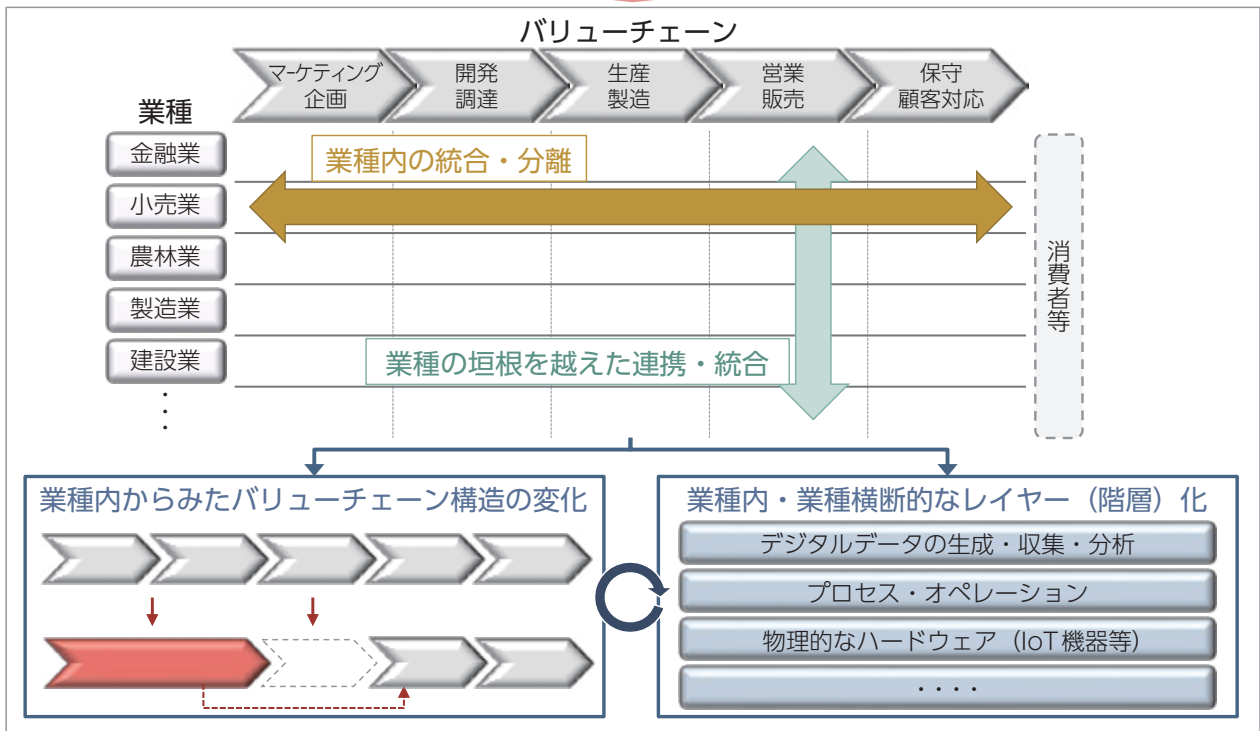 バリューチェーン
マーケティング
企画
開発
調達
生産
製造
営業
販売
保守
顧客対応
業種
金融業
小売業
農林業
製造業
建設業
・・・
業種内の統合・分離
業種の垣根を越えた連携・統合
消費者等
業種内からみたバリューチェーン構造の変化
業種内・業種横断的なレイヤー（階層）化
デジタルデータの生成・収集・分析
プロセス・オペレーション
物理的なハードウェア（IoT機器等）
・・・・